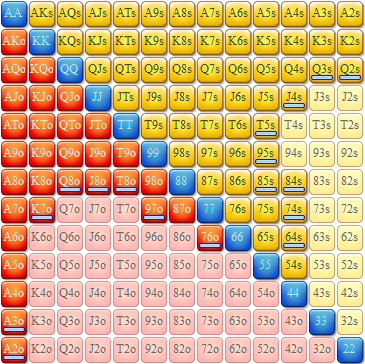 AA AKs AQs AJs ATs A9s A8s A7s A6s A5s A4s A3s A2s
AKo KK KQs KJs KTs K9s K8s K7s K6s K5s K4s K3s K2s
AQo KQo QQ QJs QTs Q9s Q8s Q7s Q6s Q5s Q4s Q3s Q2s
AJo KJo QJo JJ JTs J9s J8s J7s J6s J5s J4s J3s J2s
ATo KTo QTo JTo TT T9s T8s T7s T6s T5s T4s T3s T2s
A9o K9o Q9o J9o T9o 99 98s 97s 96s 95s 94s 93s 92s
A8o K8o Q8o J8o T8o 98o 88 87s 86s 85s 84s 83s 82s
A7o K7o Q7o J7o T7o 97o 87o 77 76s 75s 74s 73s 72s
A6o K6o Q6o J6o T6o 96o 86o 76o 66 65s 64s 63s 62s
A5o K5o Q5o J5o T5o 95o 85o 75o 65o 55 54s 53s 52s
A4o K4o Q4o J4o T4o 94o 84o 74o 64o 54o 44 43s 42s
A3o K3o Q3o J3o T3o 93o 83o 73o 63o 53o 43o 33 32s
A2o K2o Q2o J2o T2o 92o 82o 72o 62o 52o 42o 32o 22